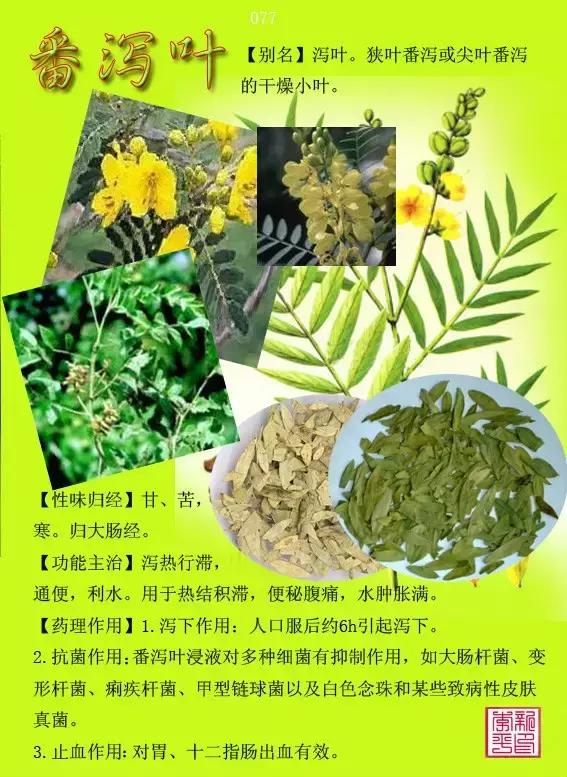 077
番泻叶
【别名】泻叶。狭叶番泻或尖叶番泻
的干燥小叶。
【性味归经】甘、苦，
寒。归大肠经。
【功能主治】泻热行滞，
通便，利水。用于热结积滞，便秘腹痛，水肿胀满。
【药理作用】1.泻下作用：人口服后约6h引起泻下。
2.抗菌作用：番泻叶浸液对多种细菌有抑制作用，如大肠杆菌、变
形杆菌、痢疾杆菌、甲型链球菌以及白色念珠和某些致病性皮肤
真菌。
3.止血作用：对胃、十二指肠出血有效。